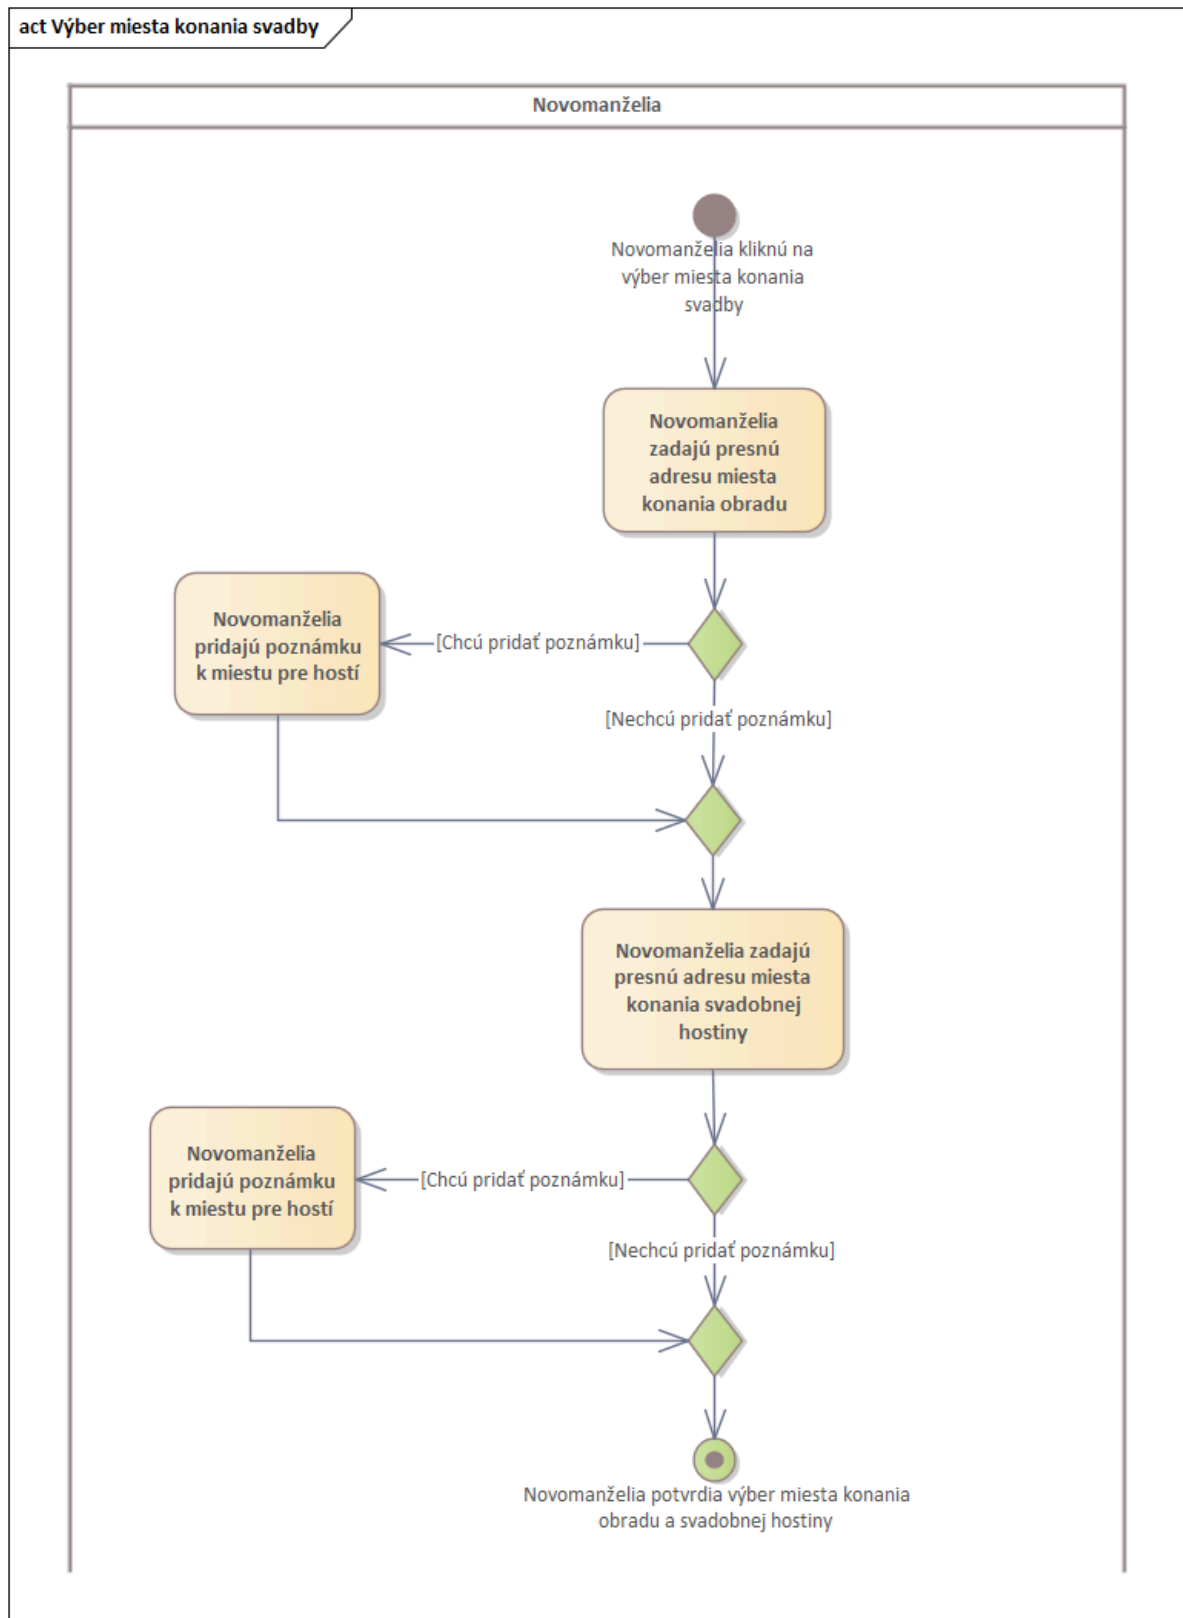 act Výber miesta konania svadby
Novomanželia
Novomanželia kliknú na
výber miesta konania
svadby
Novomanželia
zadajú presnú
adresu miesta
konania obradu
Novomanželia
pridajú poznámku
k miestu pre hostí
[Chcú pridať poznámku]
[Nechcú pridať poznámku]
Novomanželia zadajú
presnú adresu miesta
konania svadobnej
hostiny
Novomanželia
pridajú poznámku
k miestu pre hostí
[Chcú pridať poznámku]
[Nechcú pridať poznámku]
Novomanželia potvrdia výber miesta konania
obradu a svadobnej hostiny